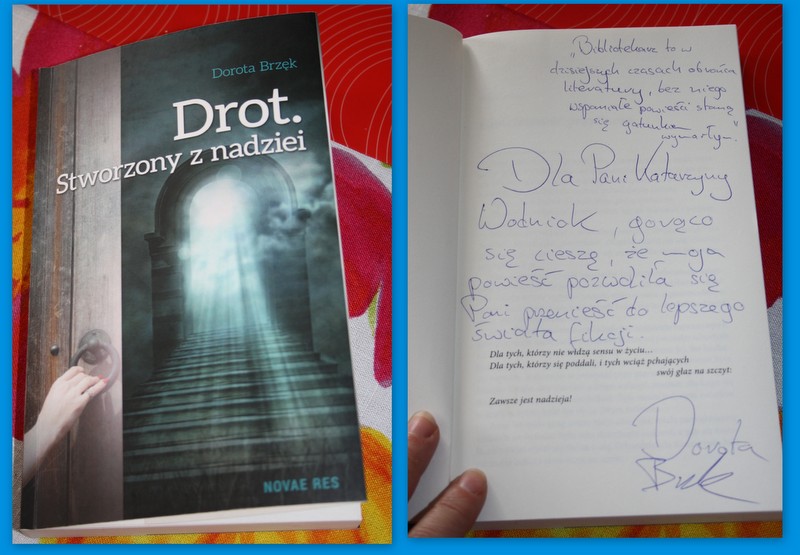 Dorota Brzęk
Drot.
Stworzony z nadziei
NOVAE RES
„Bibliotekarz to w
dzisiejszych czasach obrońca
literatury, bez niego
wspaniałe powieści staną
się gatunkiem
wymarłym."
Dla Pani Katarzyny
Woźniok, gorąco
się cieszę, że moja
powieść pozwoliła się
Pani przenieść do lepszego
świata fikcji.
Dla tych, którzy nie widzą sensu w życiu...
Dla tych, którzy się poddali, i tych wciąż pchających
swój głaz na szczyt:
Zawsze jest nadzieja!
Dorota
Brzęk